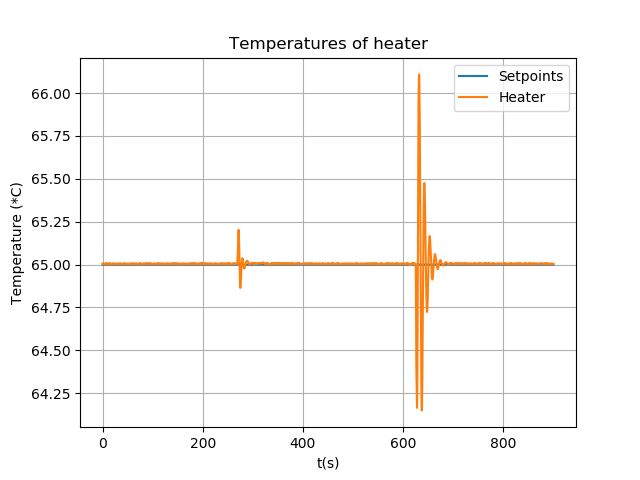 Temperatures of heater
Setpoints
Heater
66.00
65.75
65.50
65.25
65.00
64.75
64.50
64.25
Temperature (*C)
0 200 400 600 800
t(s)